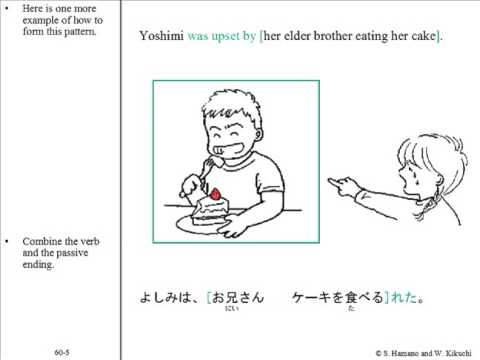 • Here is one more
example of how to
form this pattern.
Yoshimi was upset by [her elder brother eating her cake].
• Combine the verb
and the passive
ending.
よしみは、[お兄さん　　ケーキを食べる]れた。
にい
た
60-5
© S. Hamano and W. Kikuchi